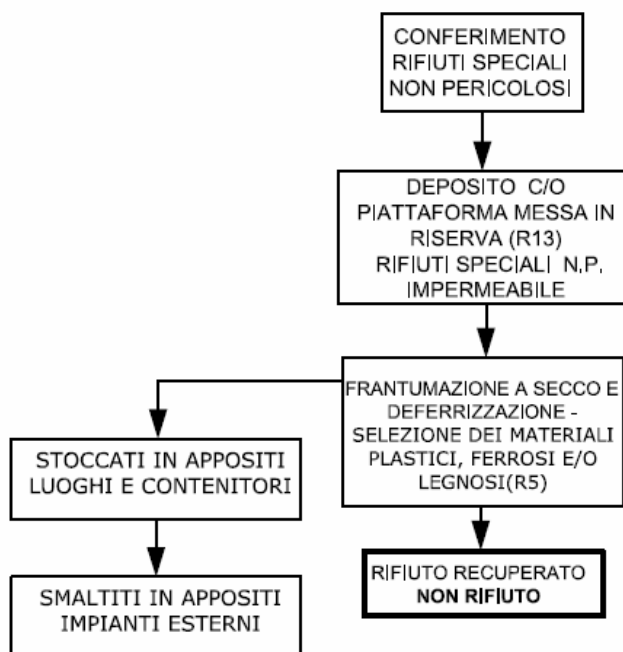 CONFERIMENTO
RIFIUTI SPECIALI
NON PERICOLOSI
DEPOSITO C/O
PIATTAFORMA MESSA IN
RISERVA (R13)
RIFIUTI SPECIALI N.P.
IMPERMEABILE
FRANTUMAZIONE A SECCO E
DEFERRIZZAZIONE -
SELEZIONE DEI MATERIALI
PLASTICI, FERROSI E/O
LEGNOSI(R5)
STOCCATI IN APPOSITI
LUOGHI E CONTENITORI
RIFIUTO RECUPERATO
NON RIFIUTO
SMALTITI IN APPOSITI
IMPIANTI ESTERNI